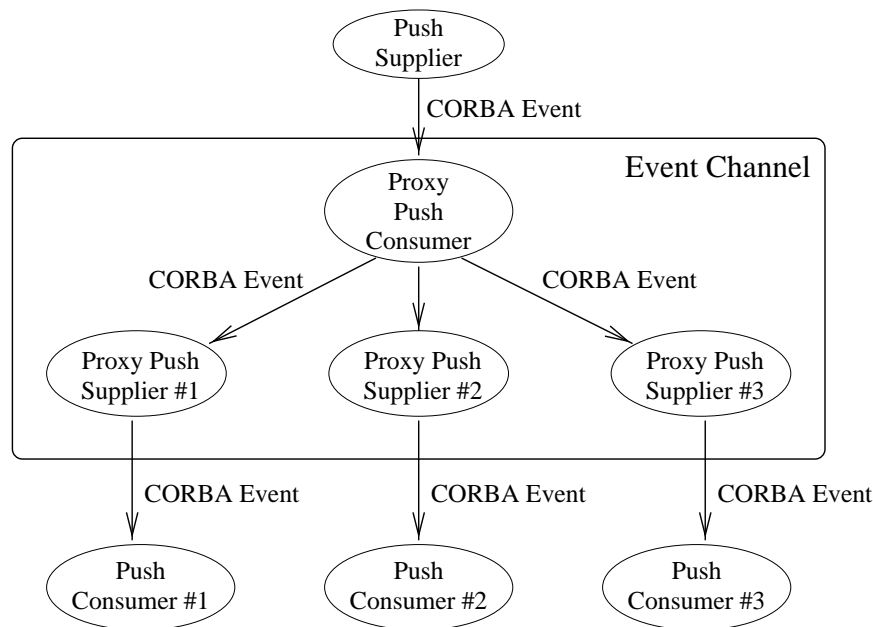 Push
Supplier
CORBA Event
Event Channel
Proxy
Push
Consumer
CORBA Event
CORBA Event
Proxy Push
Supplier #1
Proxy Push
Supplier #2
Proxy Push
Supplier #3
CORBA Event
CORBA Event
CORBA Event
Push
Consumer #1
Push
Consumer #2
Push
Consumer #3